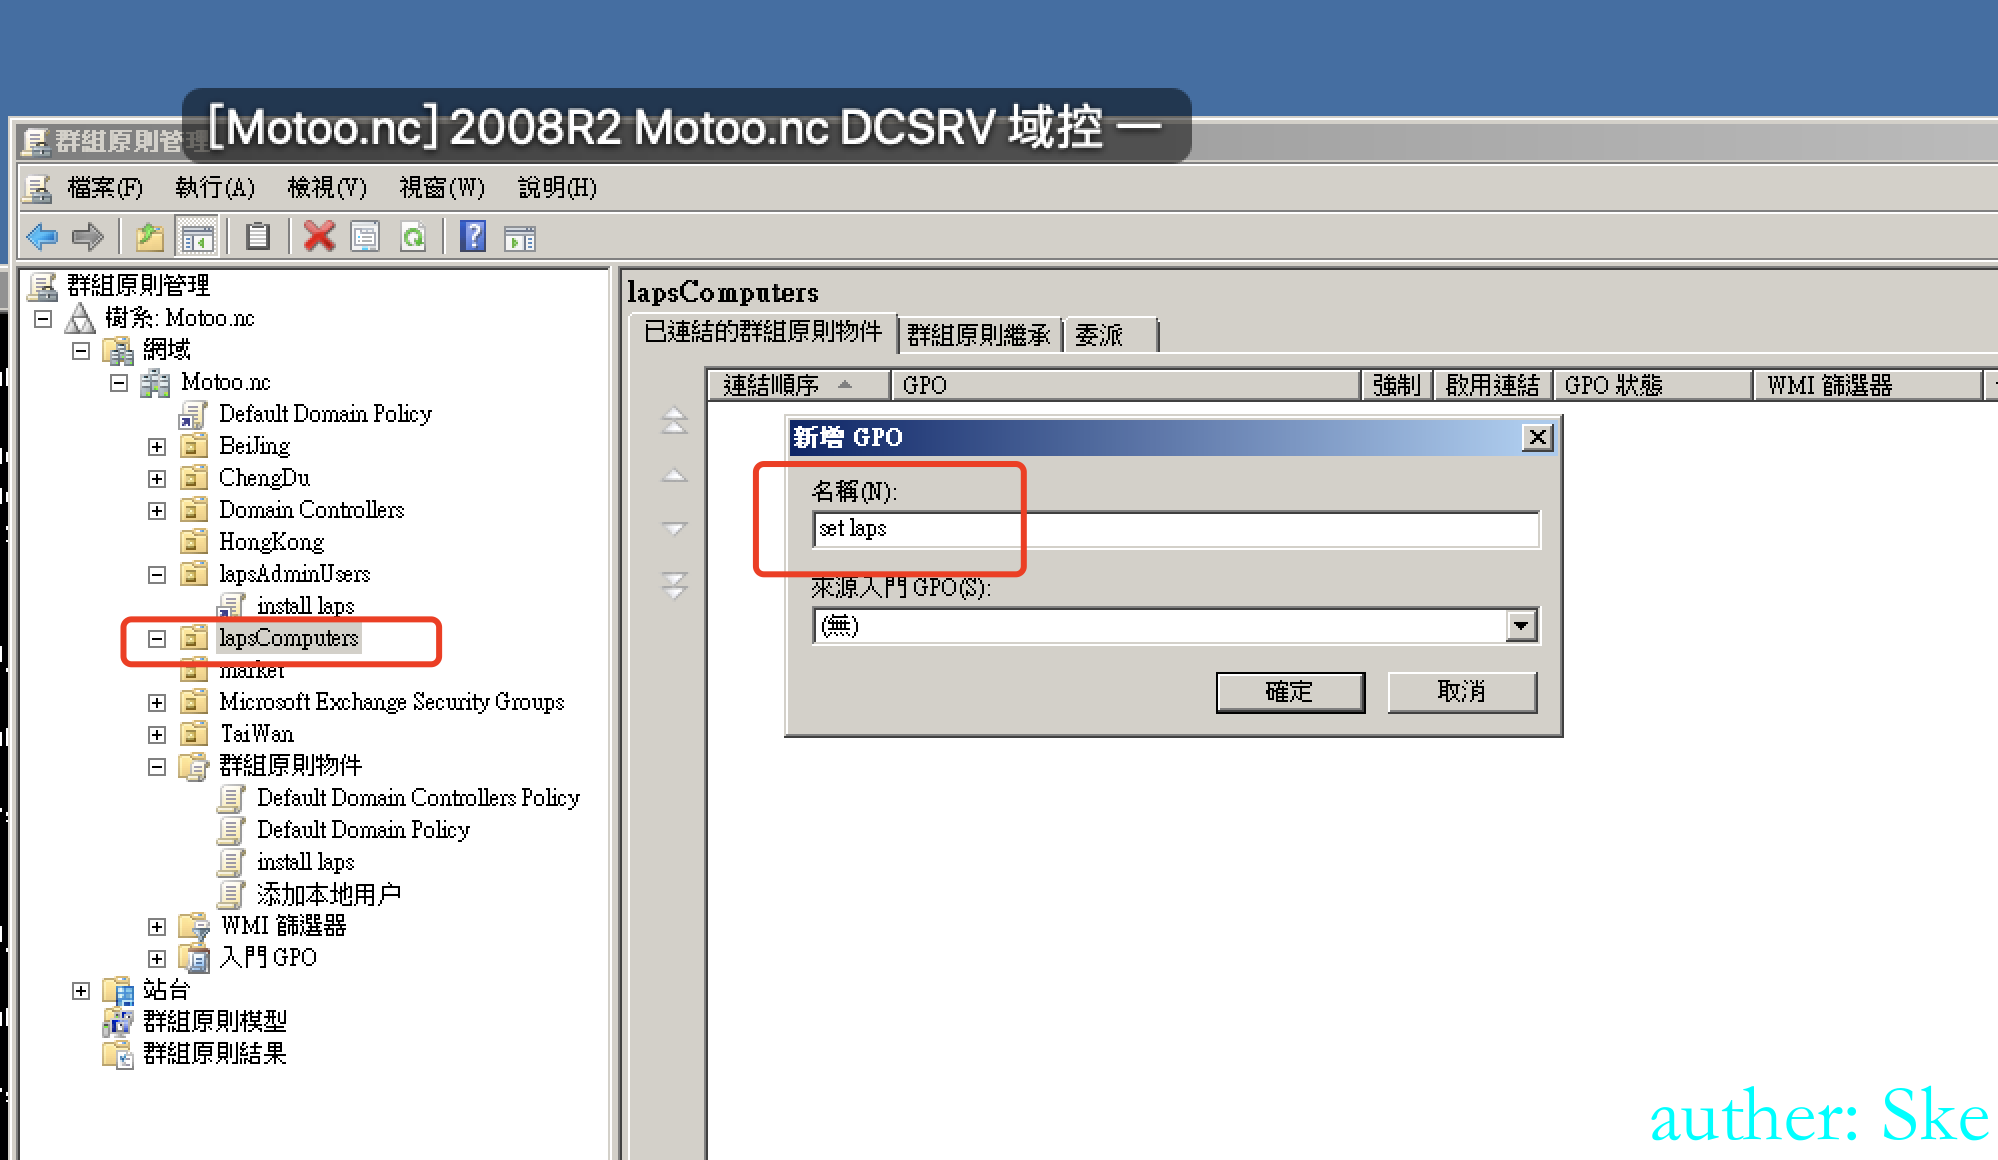 [Motoo.nc] 2008R2 Motoo.nc DCSRV 域控 一
群組原則管理
檔案(F) 執行(A) 檢視(V) 視窗(W) 說明(H)
群組原則管理
樹系: Motoo.nc
網域
Motoo.nc
Default Domain Policy
BeiJing
ChengDu
Domain Controllers
HongKong
lapsAdminUsers
install laps
lapsComputers
market
Microsoft Exchange Security Groups
TaiWan
群組原則物件
Default Domain Controllers Policy
Default Domain Policy
install laps
添加本地用户
WMI 篩選器
入門 GPO
站台
群組原則模型
群組原則結果
lapsComputers
已連結的群組原則物件 群組原則繼承 委派
連結順序 GPO 強制 啟用連結 GPO 狀態 WMI 篩選器
新增 GPO
名稱(N):
set laps
來源入門 GPO(S):
(無)
確定 取消
auther: Ske